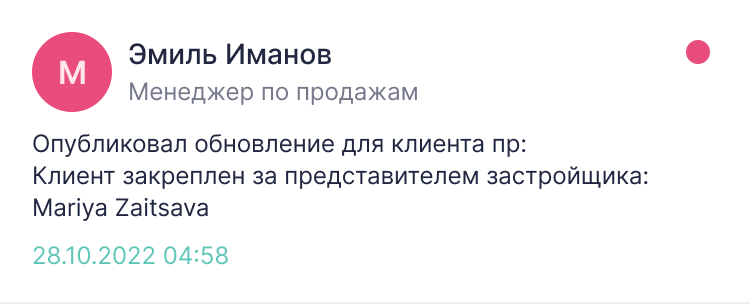 М
Эмиль Иманов
Менеджер по продажам
Опубликовал обновление для клиента пр:
Клиент закреплен за представителем застройщика:
Mariya Zaitsava
28.10.2022 04:58